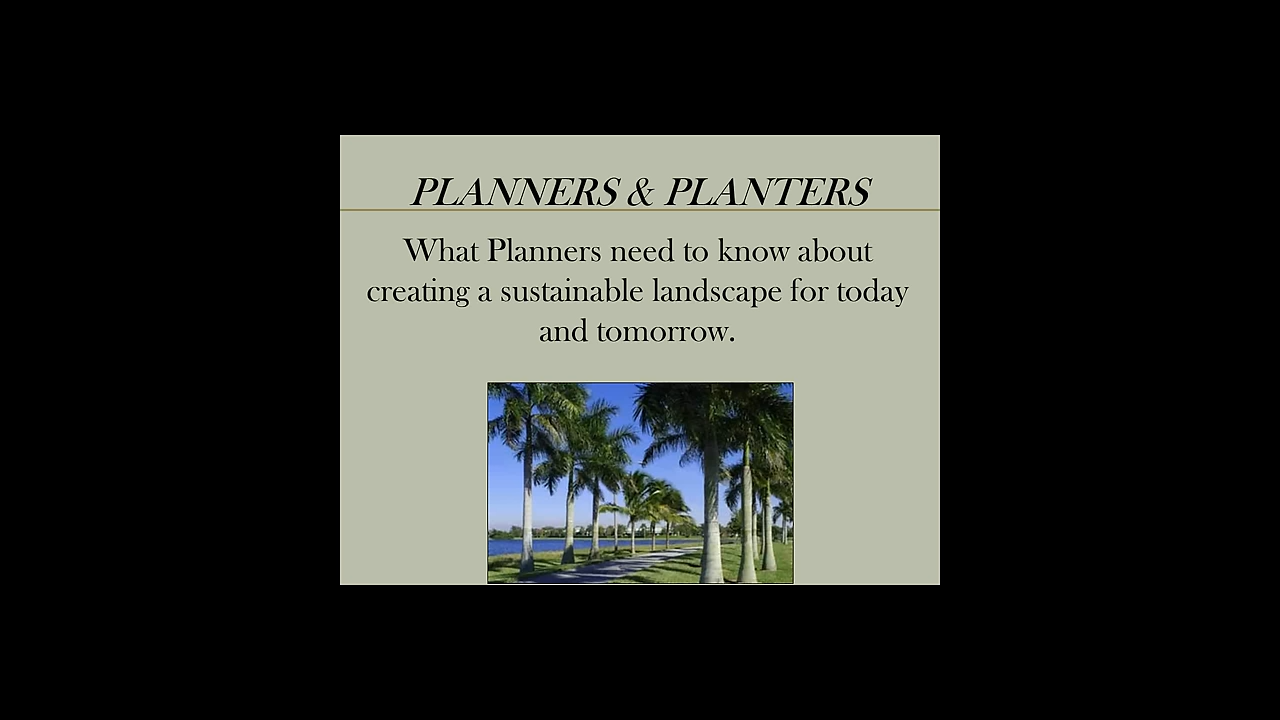 PLANNERS & PLANTERS
What Planners need to know about
creating a sustainable landscape for today
and tomorrow.